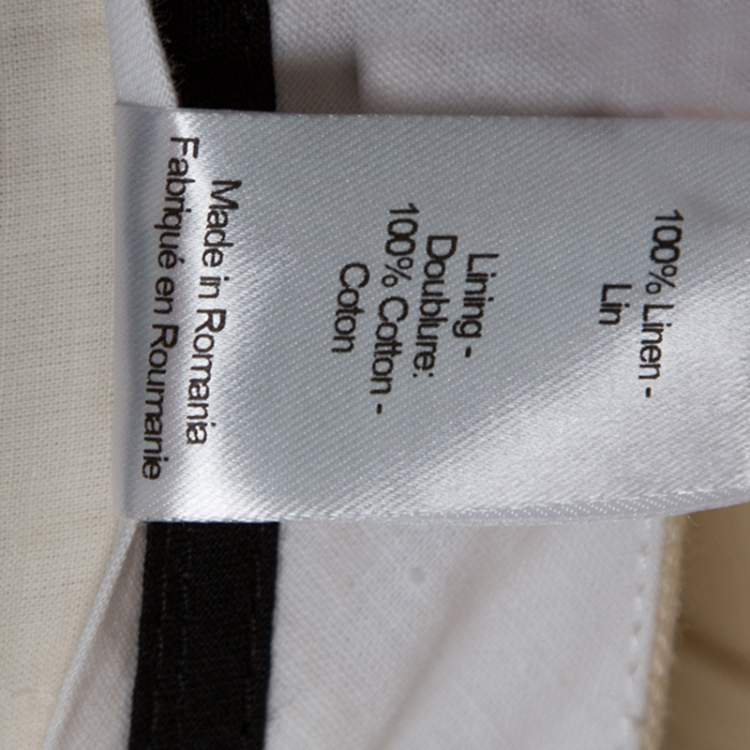 100% Linen -
Lin
Lining -
Doublure:
100% Cotton -
Coton
Made in Romania
Fabriqué en Roumanie